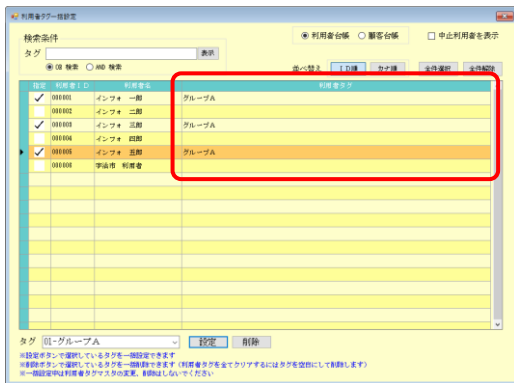 利用者タグ一括設定
検索条件
タグ 表示
OR 検索 AND 検索
利用者台帳 顧客台帳 中止利用者を表示
並べ替え ＩＤ順 カナ順 全件選択 全件解除
指定 利用者ＩＤ 利用者名 利用者タグ
000001 インフォ 一郎 グループA
000002 インフォ 二郎
000003 インフォ 三郎 グループA
000004 インフォ 四郎
000005 インフォ 五郎 グループA
000006 宇治市 利用者
タグ 01-グループA 設定 削除
※設定ボタンで選択しているタグを一括設定できます
※削除ボタンで選択しているタグを一括削除できます（利用者タグを全てクリアするにはタグを空白にして削除します）
※一括設定中は利用者タグマスタの変更、削除はしないでください